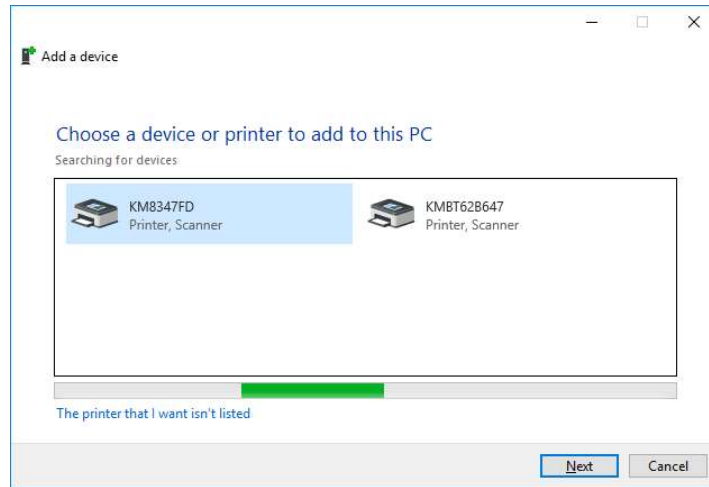 Add a device
Choose a device or printer to add to this PC
Searching for devices
KM8347FD
Printer, Scanner
KMBT62B647
Printer, Scanner
The printer that I want isn't listed
Next
Cancel